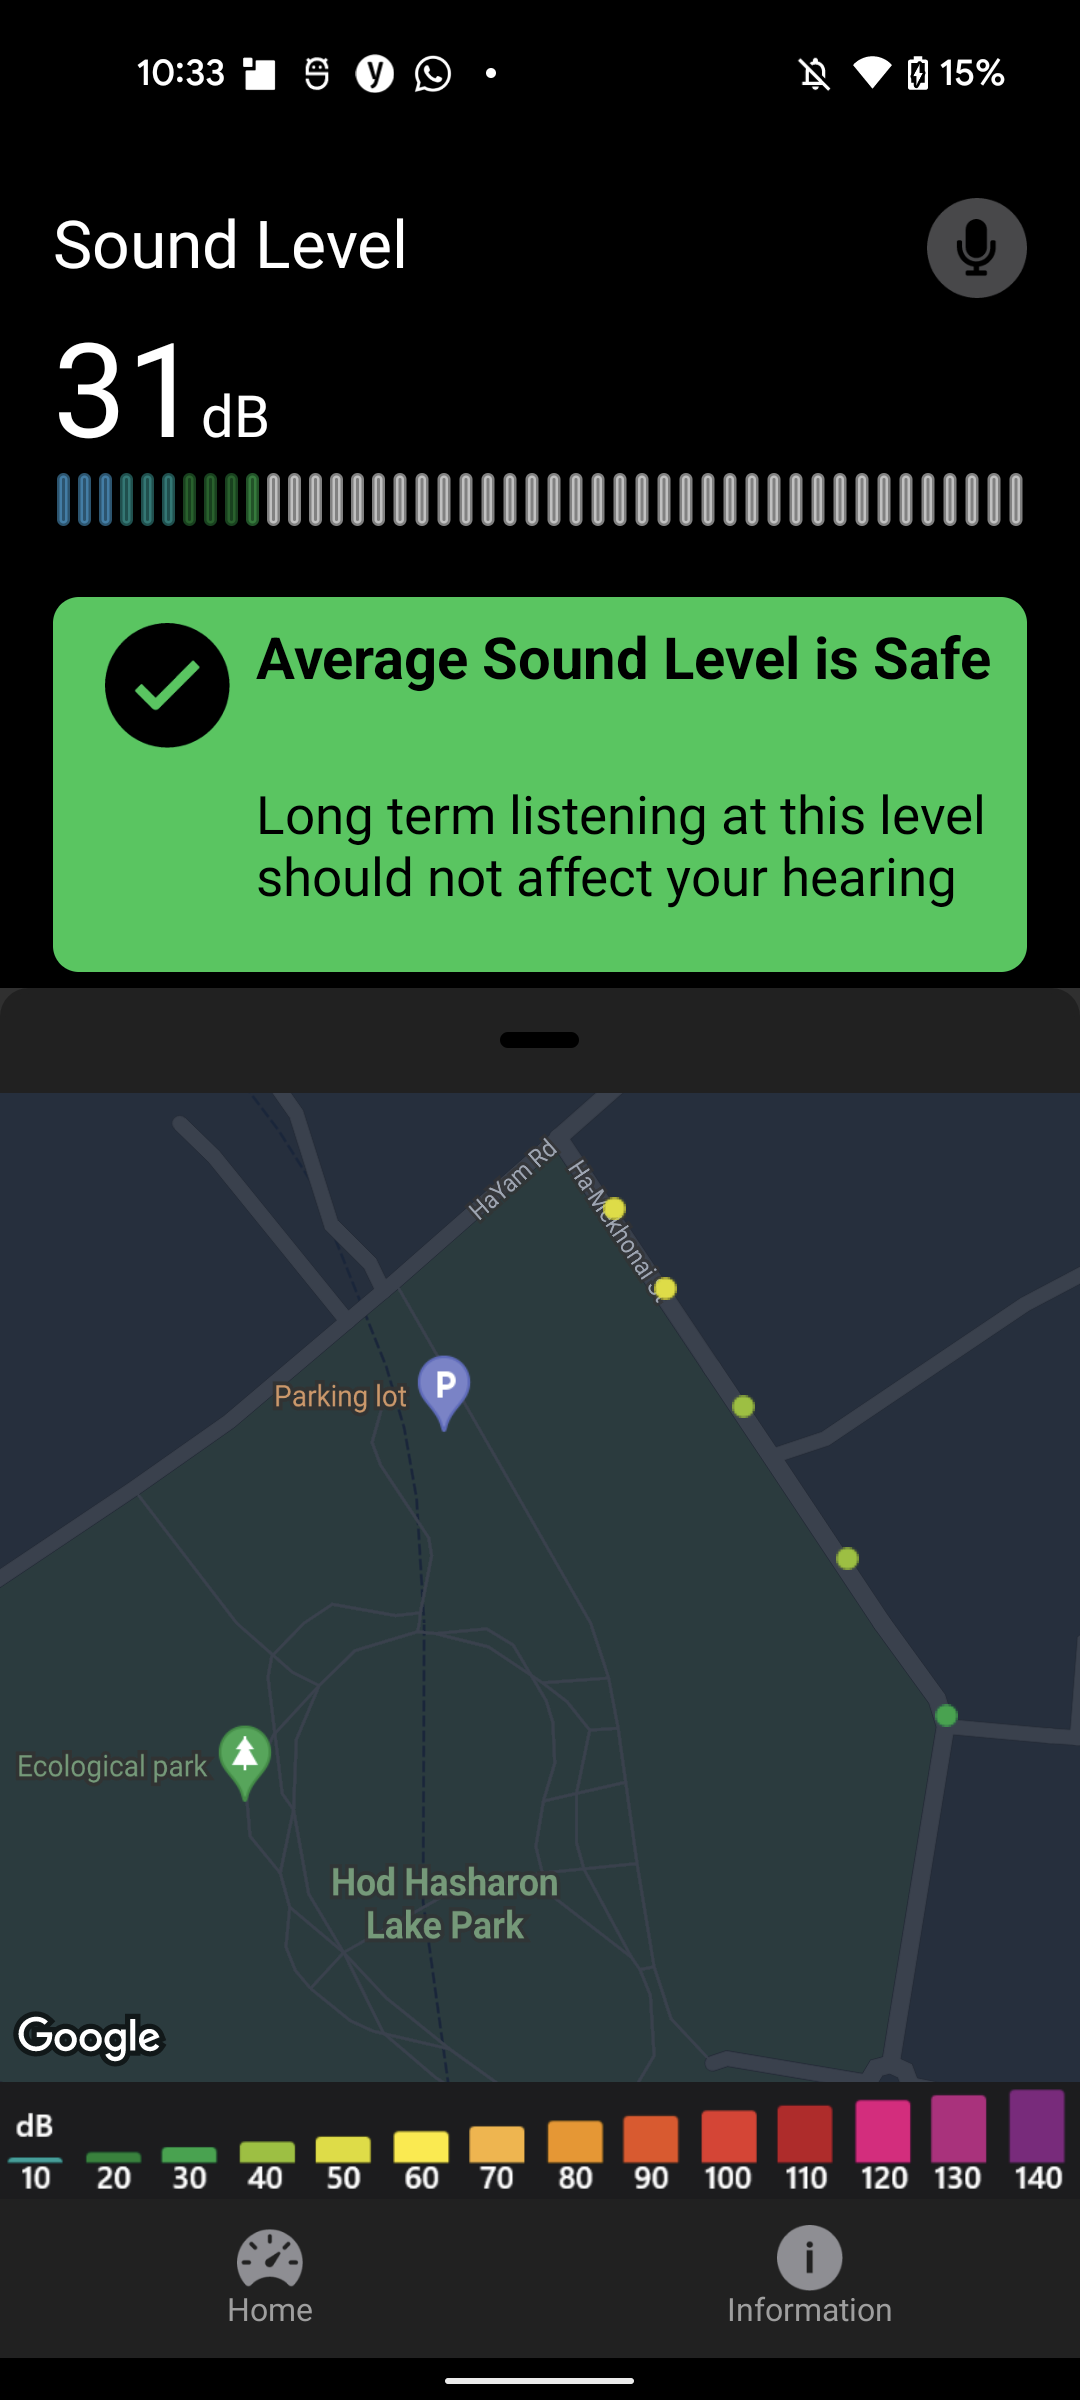 10:33
15%
Sound Level
31 dB
Average Sound Level is Safe
Long term listening at this level
should not affect your hearing
HaYam Rd
Ha-Mekhonai St
P
Parking lot
Ecological park
Hod Hasharon
Lake Park
Google
dB
10 20 30 40 50 60 70 80 90 100 110 120 130 140
Home
Information